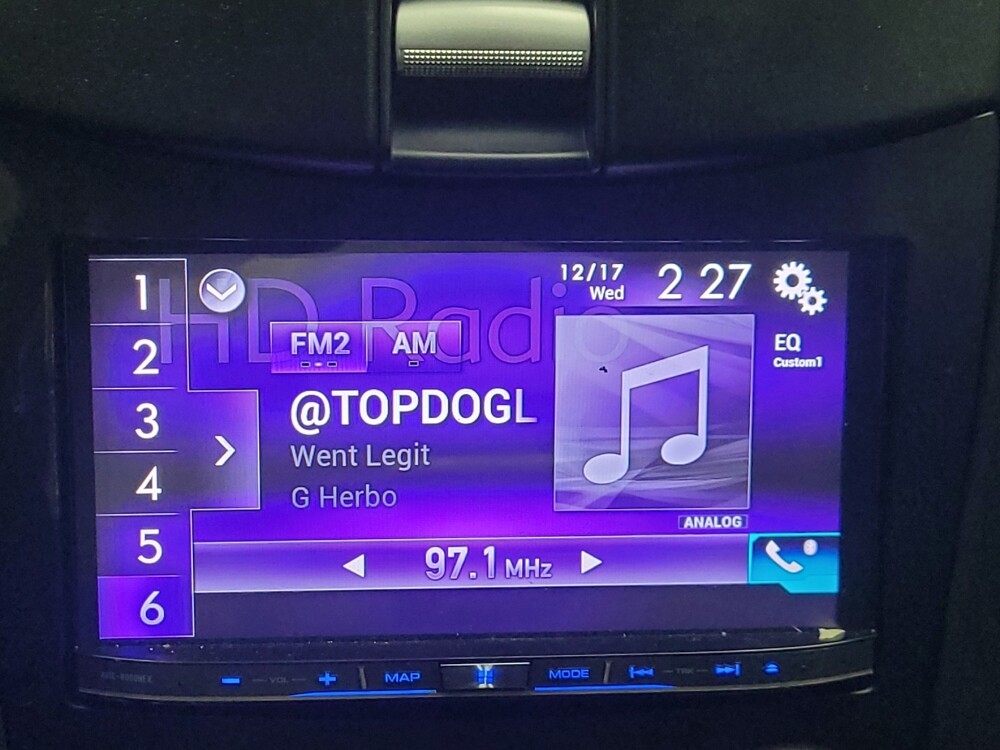 HD Radio
12/17
Wed
2 27
1
2
3
4
5
6
FM2 AM
EQ
Custom1
@TOPDOGL
Went Legit
G Herbo
ANALOG
97.1 MHz
VOL
MAP
MODE
TRK